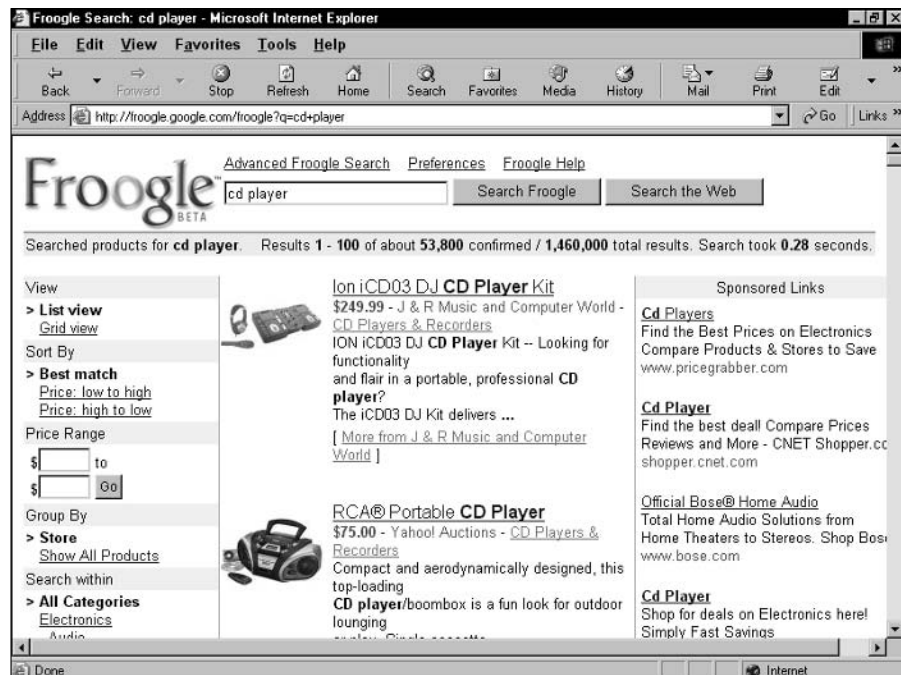 Froogle Search: cd player - Microsoft Internet Explorer
File Edit View Favorites Tools Help
Back Forward Stop Refresh Home Search Favorites Media History Mail Print Edit
Address http://froogle.google.com/froogle?q=cd+player Go Links
Advanced Froogle Search Preferences Froogle Help
Froogle™ BETA
cd player Search Froogle Search the Web
Searched products for cd player. Results 1 - 100 of about 53,800 confirmed / 1,460,000 total results. Search took 0.28 seconds.
View
> List view
Grid view
Sort By
> Best match
Price: low to high
Price: high to low
Price Range
$ to
$ Go
Group By
> Store
Show All Products
Search within
> All Categories
Electronics
Audio
Ion iCD03 DJ CD Player Kit
$249.99 - J & R Music and Computer World -
CD Players & Recorders
ION iCD03 DJ CD Player Kit -- Looking for
functionality
and flair in a portable, professional CD
player?
The iCD03 DJ Kit delivers ...
[ More from J & R Music and Computer
World ]
RCA® Portable CD Player
$75.00 - Yahoo! Auctions - CD Players &
Recorders
Compact and aerodynamically designed, this
top-loading
CD player/boombox is a fun look for outdoor
lounging
or play. Single cassette
Sponsored Links
Cd Players
Find the Best Prices on Electronics
Compare Products & Stores to Save
www.pricegrabber.com
Cd Player
Find the best deal! Compare Prices
Reviews and More - CNET Shopper.cc
shopper.cnet.com
Official Bose® Home Audio
Total Home Audio Solutions from
Home Theaters to Stereos. Shop Bose
www.bose.com
Cd Player
Shop for deals on Electronics here!
Simply Fast Savings
Done Internet